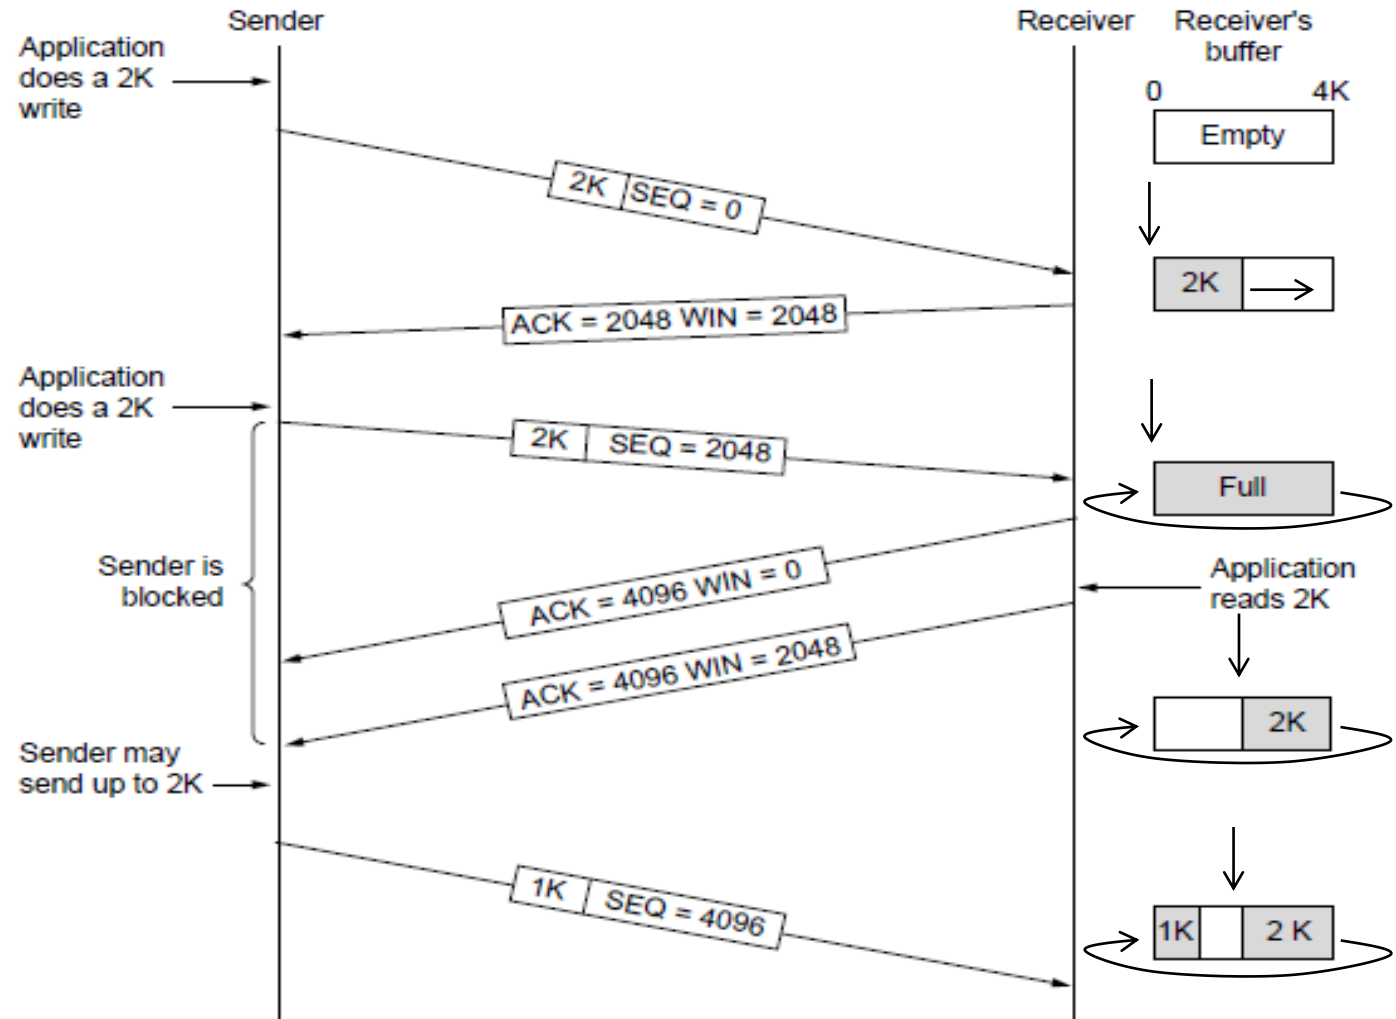 Sender
Receiver
Receiver's
buffer
Application
does a 2K
write
0
4K
Empty
2K
SEQ = 0
2K
ACK = 2048 WIN = 2048
Application
does a 2K
write
2K
SEQ = 2048
Full
Sender is
blocked
ACK = 4096 WIN = 0
Application
reads 2K
ACK = 4096 WIN = 2048
2K
Sender may
send up to 2K
1K
SEQ = 4096
1K
2 K